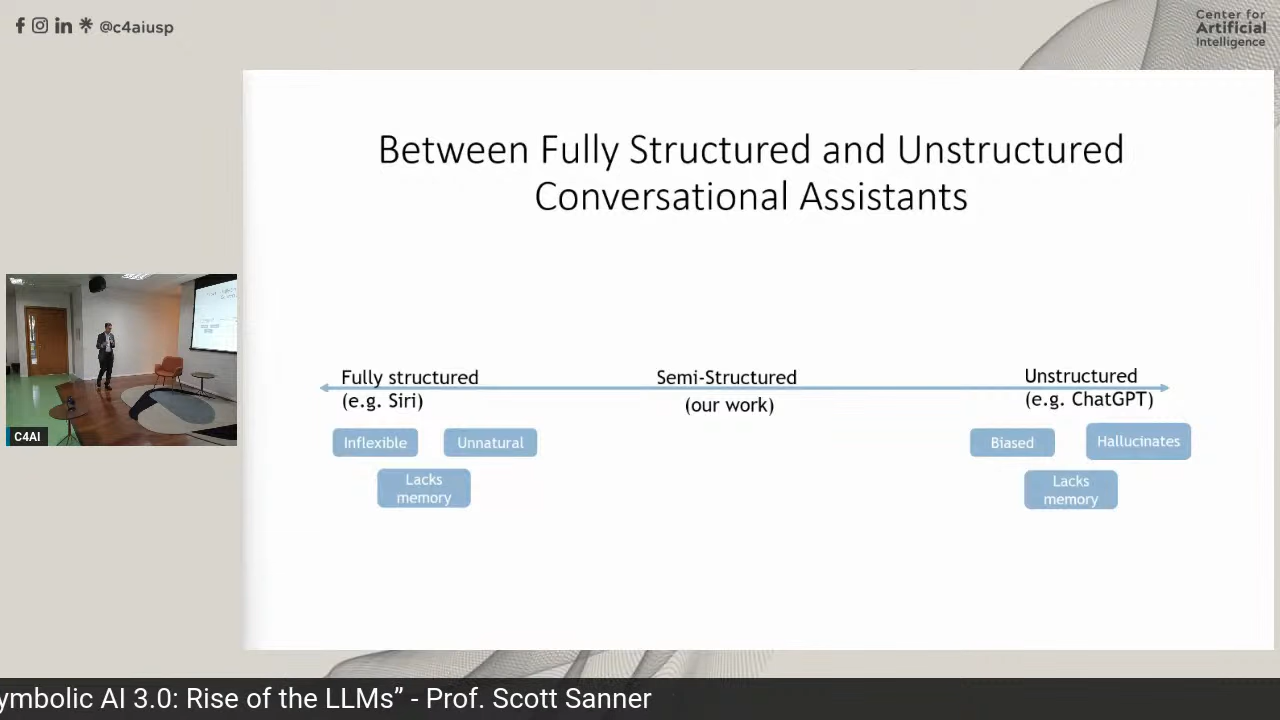 @c4aiusp
Center for
Artificial
Intelligence
Between Fully Structured and Unstructured
Conversational Assistants
Fully structured
(e.g. Siri)
Semi-Structured
(our work)
Unstructured
(e.g. ChatGPT)
Inflexible
Unnatural
Lacks
memory
Biased
Hallucinates
Lacks
memory
C4AI
ymbolic AI 3.0: Rise of the LLMs” - Prof. Scott Sanner